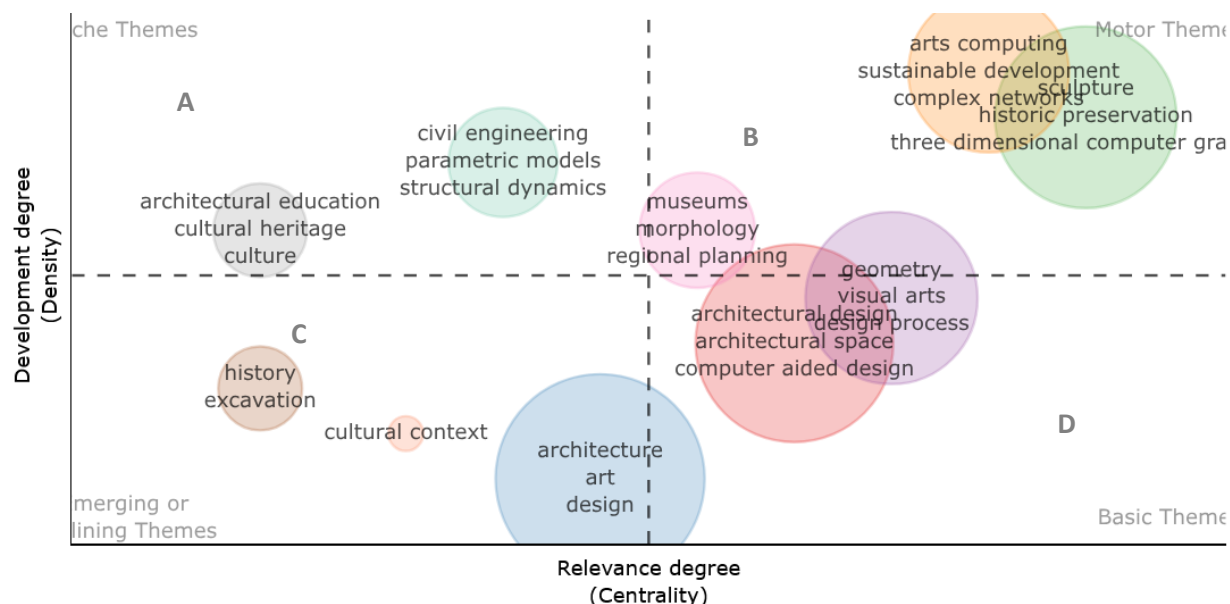 che Themes
Motor Theme
A
B
arts computing
sustainable development
complex networks
sculpture
historic preservation
three dimensional computer gra
civil engineering
parametric models
structural dynamics
architectural education
cultural heritage
culture
museums
morphology
regional planning
geometry
visual arts
design process
architectural design
architectural space
computer aided design
C
history
excavation
cultural context
architecture
art
design
D
merging or
lining Themes
Basic Theme
Development degree
(Density)
Relevance degree
(Centrality)